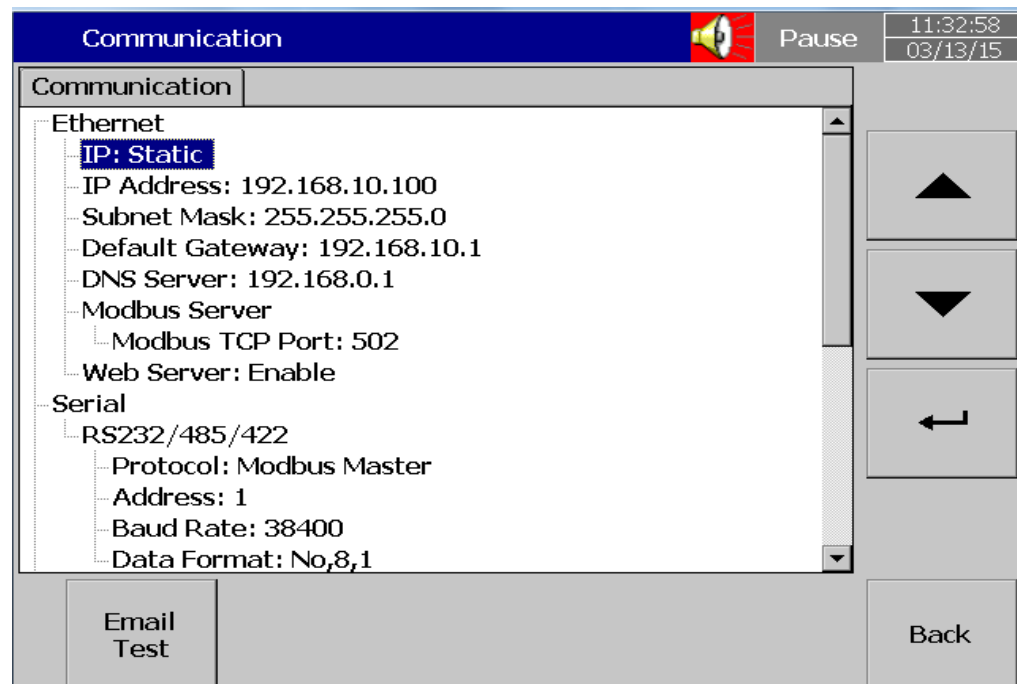 Communication
Pause
11:32:58
03/13/15
Communication
Ethernet
IP: Static
IP Address: 192.168.10.100
Subnet Mask: 255.255.255.0
Default Gateway: 192.168.10.1
DNS Server: 192.168.0.1
Modbus Server
Modbus TCP Port: 502
Web Server: Enable
Serial
RS232/485/422
Protocol: Modbus Master
Address: 1
Baud Rate: 38400
Data Format: No,8,1
Email
Test
Back